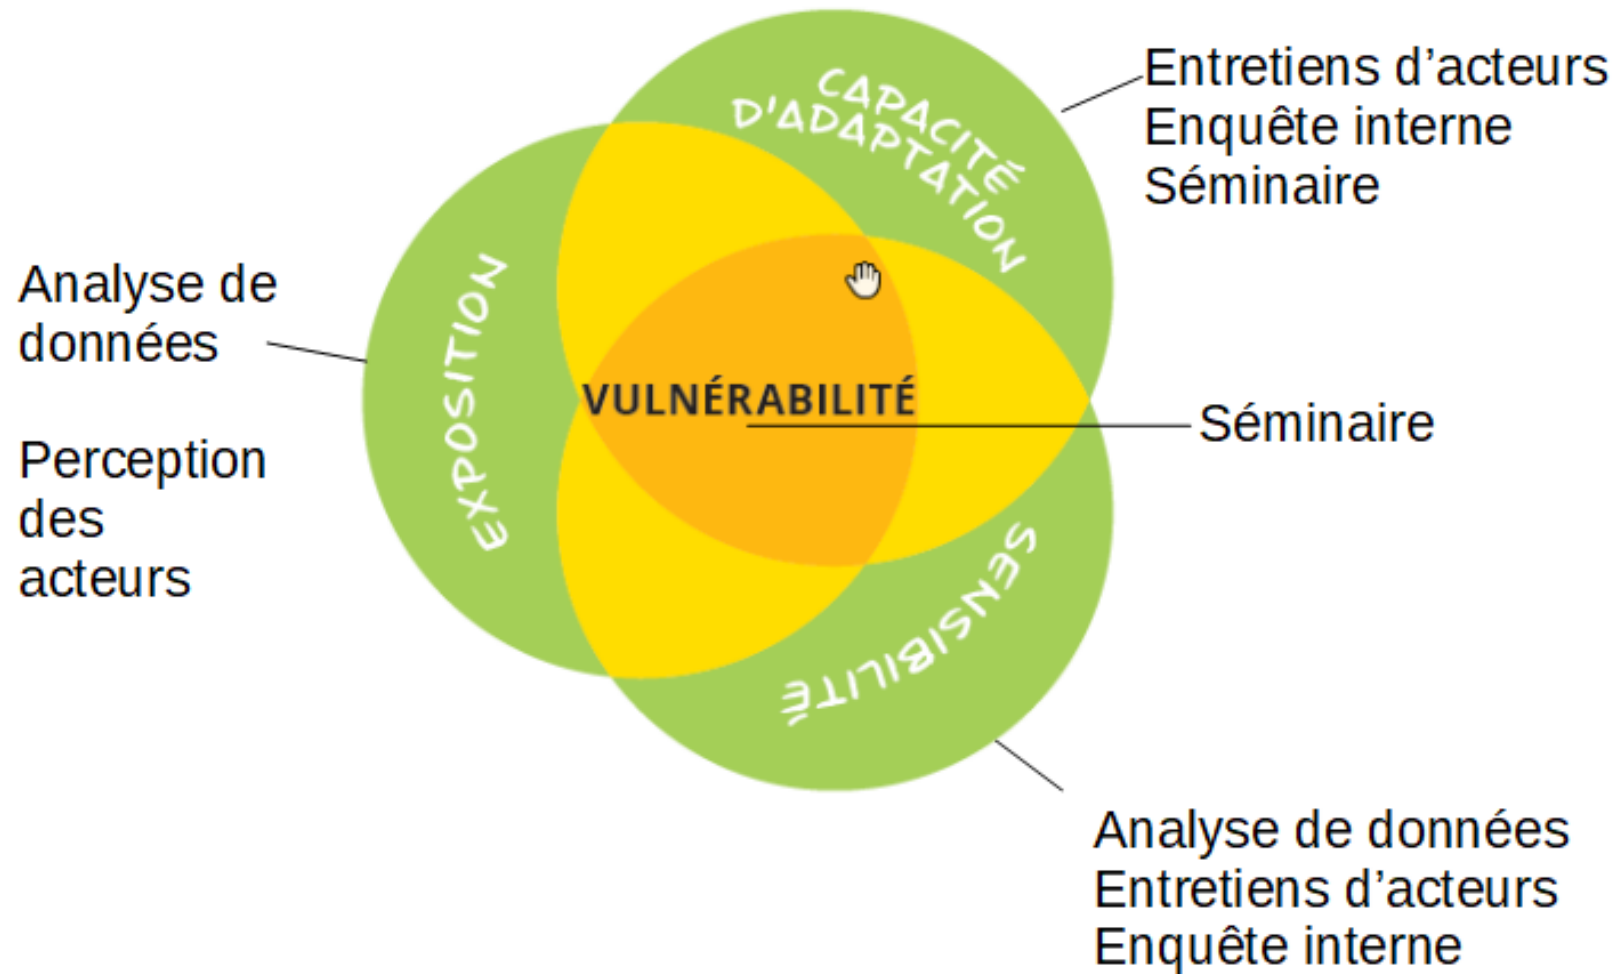 CAPACITÉ
D'ADAPTATION
Entretiens d’acteurs
Enquête interne
Séminaire
Analyse de
données
Perception
des
acteurs
EXPOSITION
VULNÉRABILITÉ
Séminaire
SENSIBILITÉ
Analyse de données
Entretiens d’acteurs
Enquête interne